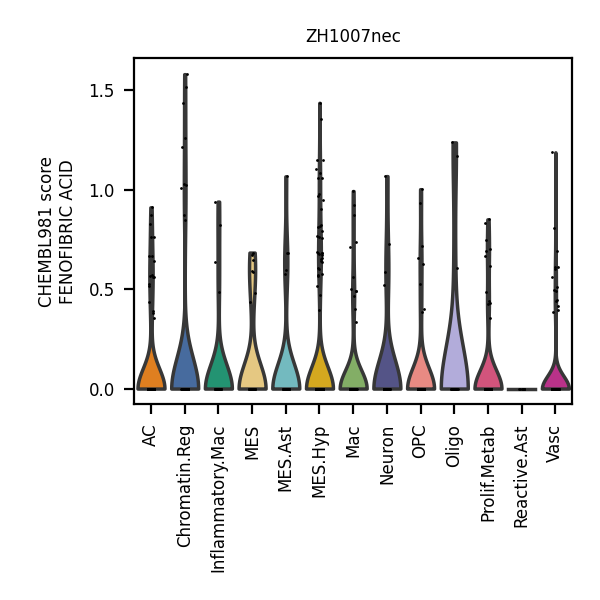 ZH1007nec
CHEMBL981 score
FENOFIBRIC ACID
1.5
1.0
0.5
0.0
AC
Chromatin.Reg
Inflammatory.Mac
MES
MES.Ast
MES.Hyp
Mac
Neuron
OPC
Oligo
Prolif.Metab
Reactive.Ast
Vasc